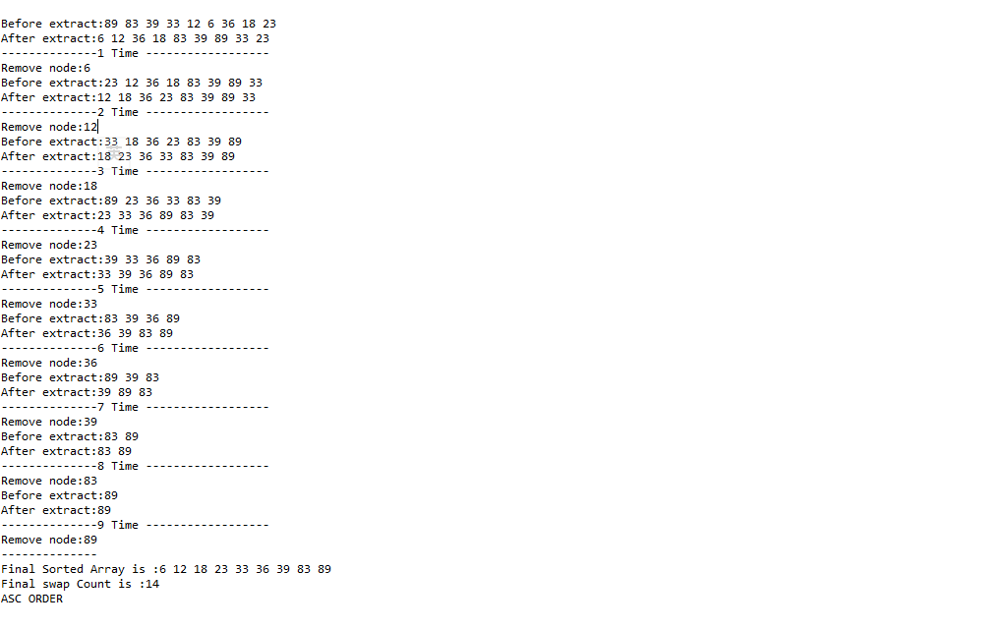 Before extract:89 83 39 33 12 6 36 18 23
After extract:6 12 36 18 83 39 89 33 23
--------------1 Time ------------------
Remove node:6
Before extract:23 12 36 18 83 39 89 33
After extract:12 18 36 23 83 39 89 33
--------------2 Time ------------------
Remove node:12
Before extract:33 18 36 23 83 39 89
After extract:18 23 36 33 83 39 89
--------------3 Time ------------------
Remove node:18
Before extract:89 23 36 33 83 39
After extract:23 33 36 89 83 39
--------------4 Time ------------------
Remove node:23
Before extract:39 33 36 89 83
After extract:33 39 36 89 83
--------------5 Time ------------------
Remove node:33
Before extract:83 39 36 89
After extract:36 39 83 89
--------------6 Time ------------------
Remove node:36
Before extract:89 39 83
After extract:39 89 83
--------------7 Time ------------------
Remove node:39
Before extract:83 89
After extract:83 89
--------------8 Time ------------------
Remove node:83
Before extract:89
After extract:89
--------------9 Time ------------------
Remove node:89
--------------
Final Sorted Array is :6 12 18 23 33 36 39 83 89
Final swap Count is :14
ASC ORDER